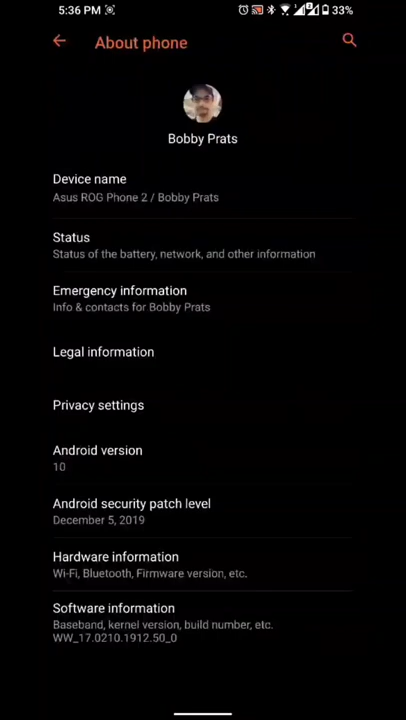 5:36 PM
33%
About phone
Bobby Prats
Device name
Asus ROG Phone 2 / Bobby Prats
Status
Status of the battery, network, and other information
Emergency information
Info & contacts for Bobby Prats
Legal information
Privacy settings
Android version
10
Android security patch level
December 5, 2019
Hardware information
Wi-Fi, Bluetooth, Firmware version, etc.
Software information
Baseband, kernel version, build number, etc.
WW_17.0210.1912.50_0